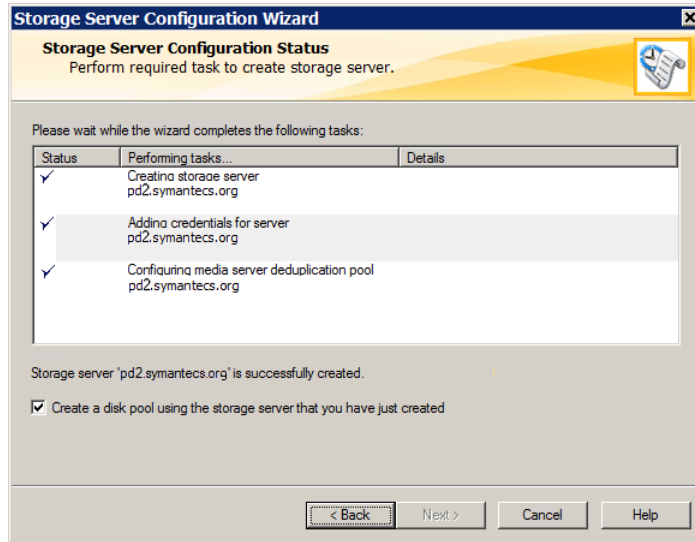 Storage Server Configuration Wizard
Storage Server Configuration Status
Perform required task to create storage server.
Please wait while the wizard completes the following tasks:
Status Performing tasks... Details
Creating storage server
pd2.symantecs.org
Adding credentials for server
pd2.symantecs.org
Configuring media server deduplication pool
pd2.symantecs.org
Storage server 'pd2.symantecs.org' is successfully created.
Create a disk pool using the storage server that you have just created
< Back Next > Cancel Help